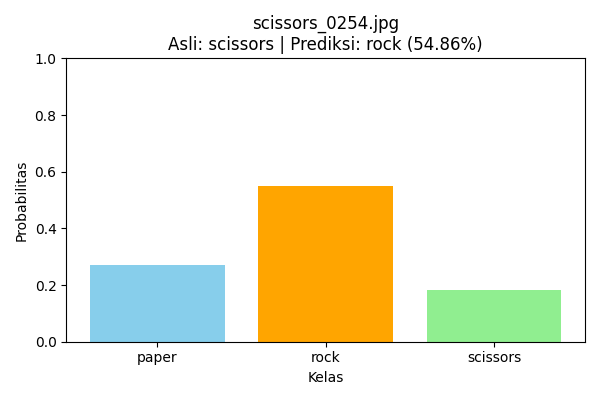 scissors_0254.jpg
Asli: scissors | Prediksi: rock (54.86%)
1.0
0.8
0.6
0.4
0.2
0.0
Probabilitas
paper
rock
scissors
Kelas